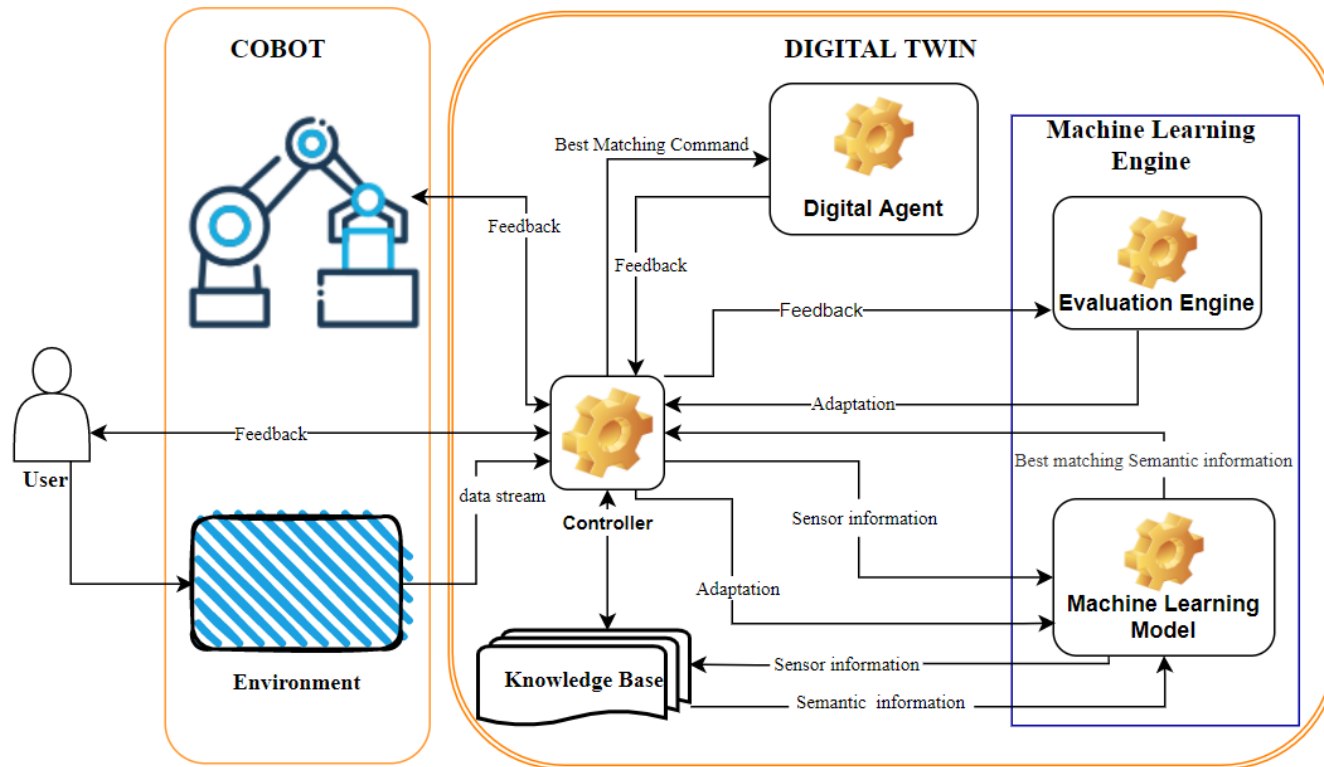 COBOT
DIGITAL TWIN
Machine Learning
Engine
Best Matching Command
Digital Agent
Feedback
Feedback
Feedback
Evaluation Engine
Adaptation
Feedback
User
Best matching Semantic information
data stream
Controller
Sensor information
Adaptation
Machine Learning
Model
Environment
Knowledge Base
Sensor information
Semantic information